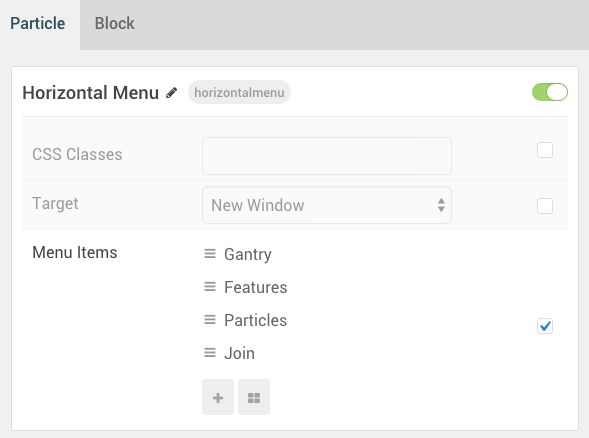 Particle Block
Horizontal Menu horizontalmenu
CSS Classes
Target New Window
Menu Items Gantry
Features
Particles
Join